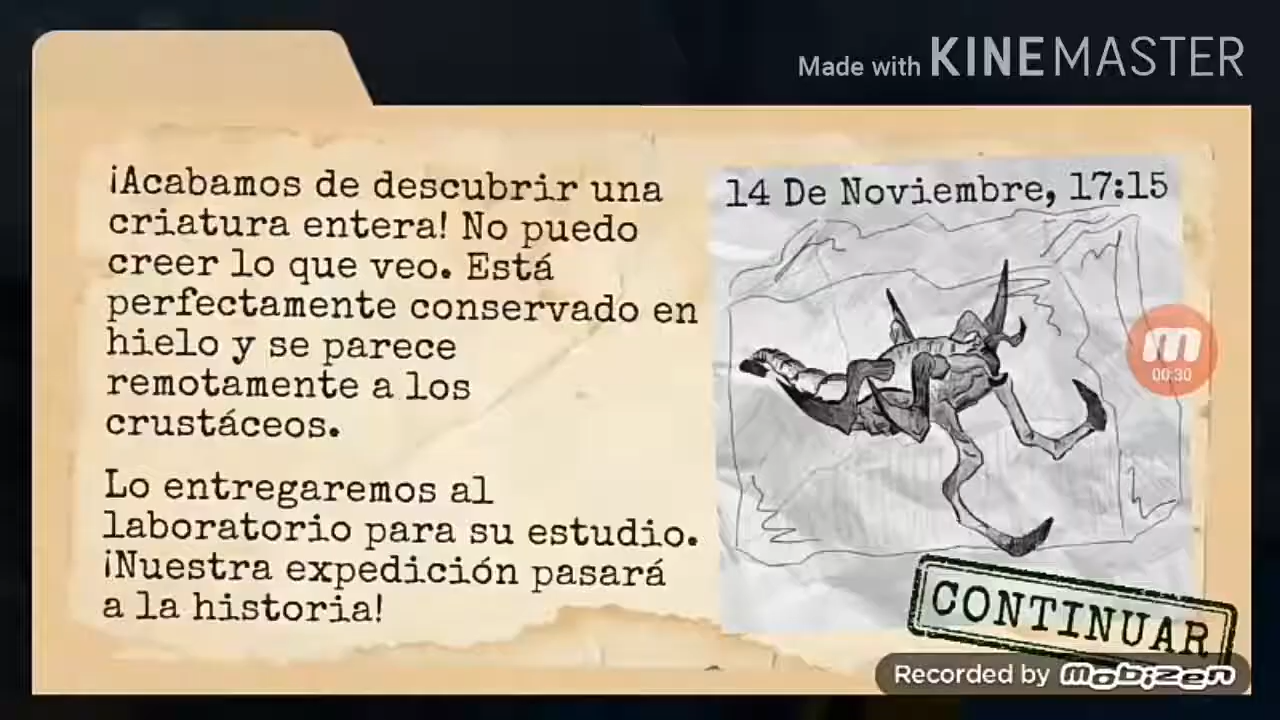 Made with KINEMASTER
¡Acabamos de descubrir una
criatura entera! No puedo
creer lo que veo. Está
perfectamente conservado en
hielo y se parece
remotamente a los
crustáceos.
Lo entregaremos al
laboratorio para su estudio.
¡Nuestra expedición pasará
a la historia!
14 De Noviembre, 17:15
m
00:30
CONTINUAR
Recorded by mobizen